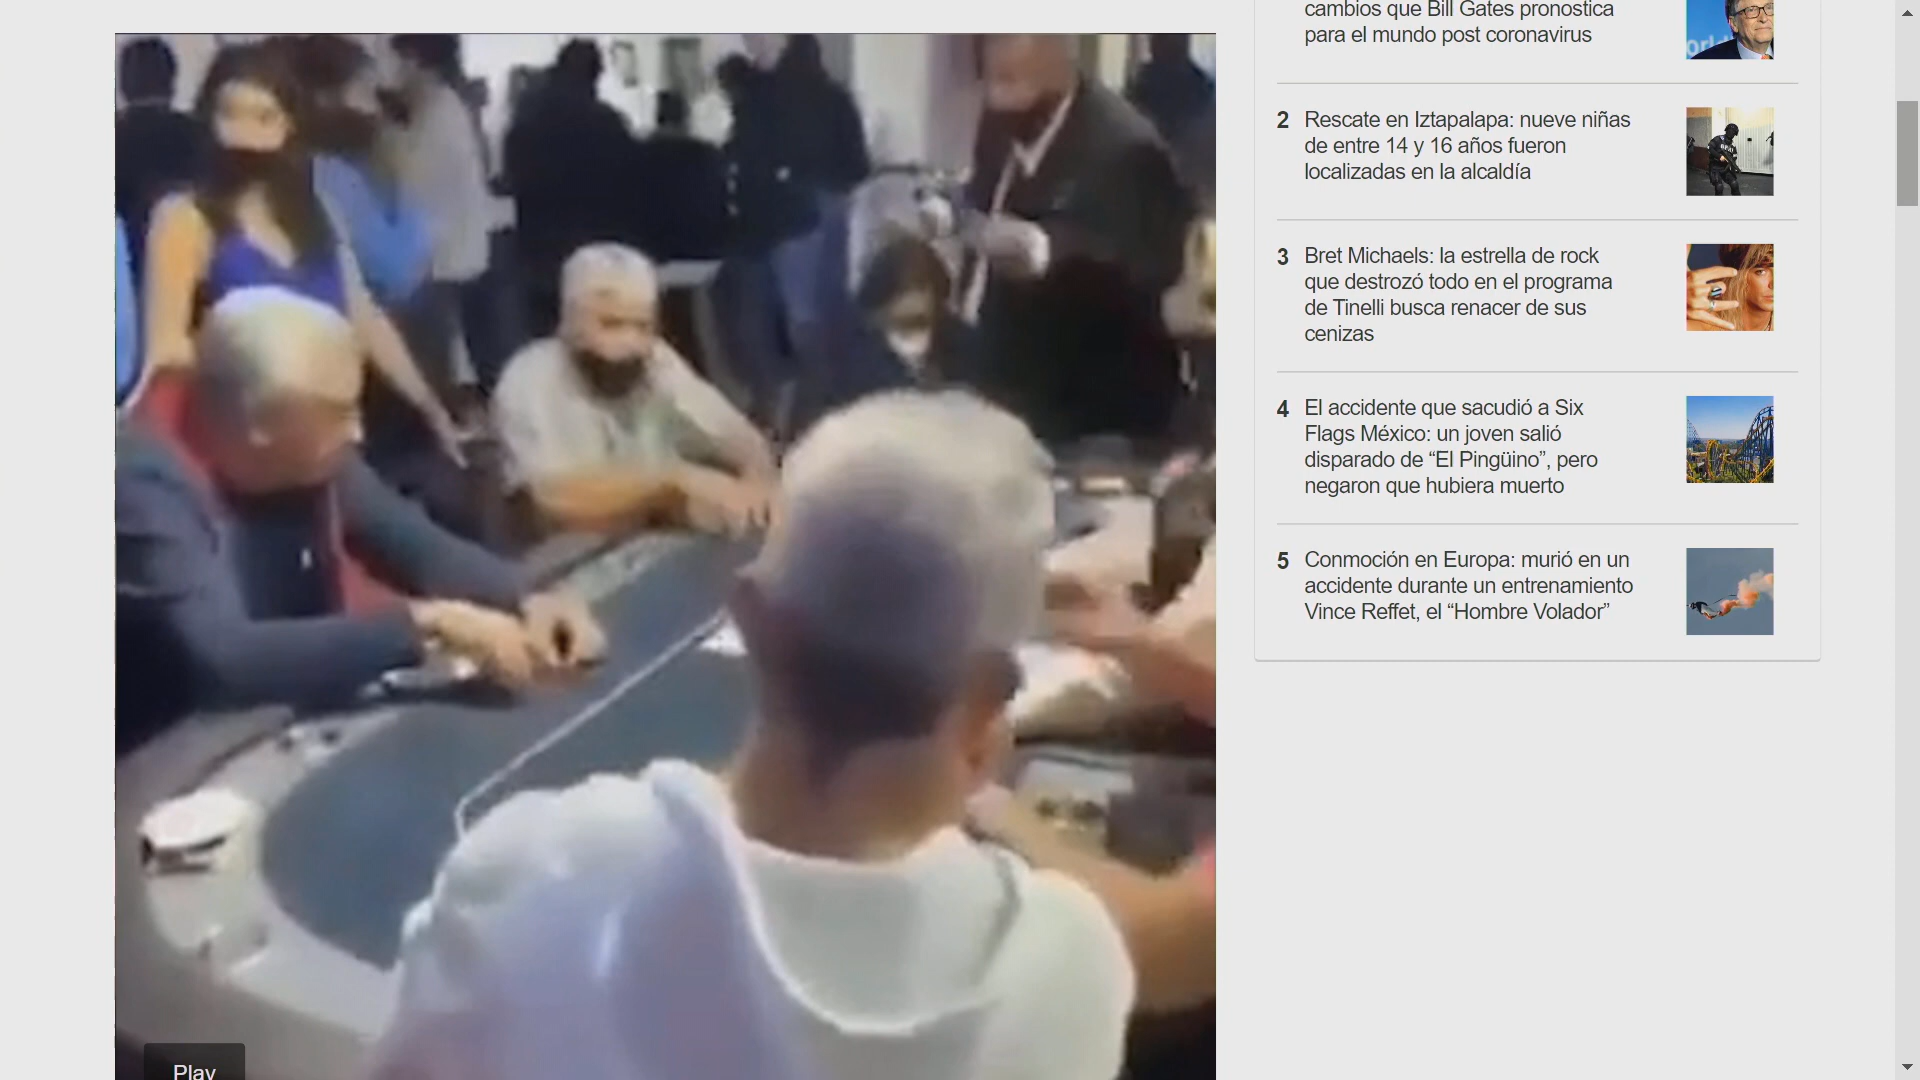 cambios que Bill Gates pronostica
para el mundo post coronavirus
2 Rescate en Iztapalapa: nueve niñas
de entre 14 y 16 años fueron
localizadas en la alcaldía
3 Bret Michaels: la estrella de rock
que destrozó todo en el programa
de Tinelli busca renacer de sus
cenizas
4 El accidente que sacudió a Six
Flags México: un joven salió
disparado de “El Pingüino”, pero
negaron que hubiera muerto
5 Conmoción en Europa: murió en un
accidente durante un entrenamiento
Vince Reffet, el “Hombre Volador”
Play